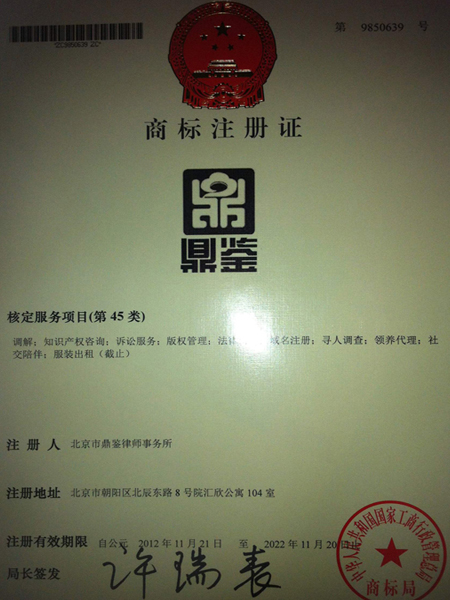 第 9850639 号
商标注册证
鼎
鼎鉴
核定服务项目(第 45 类)
调解；知识产权咨询；诉讼服务；版权管理；法 域名注册；寻人调查；领养代理；社
交陪伴；服装出租（截止）
注 册 人 北京市鼎鉴律师事务所
注册地址 北京市朝阳区北辰东路 8 号院汇欣公寓 104 室
注册有效期限 自公元 2012 年 11 月 21 日 至 2022 年 11 月 20 日
局长签发 许瑞表
中华人民共和国国家工商行政管理总局
商标局